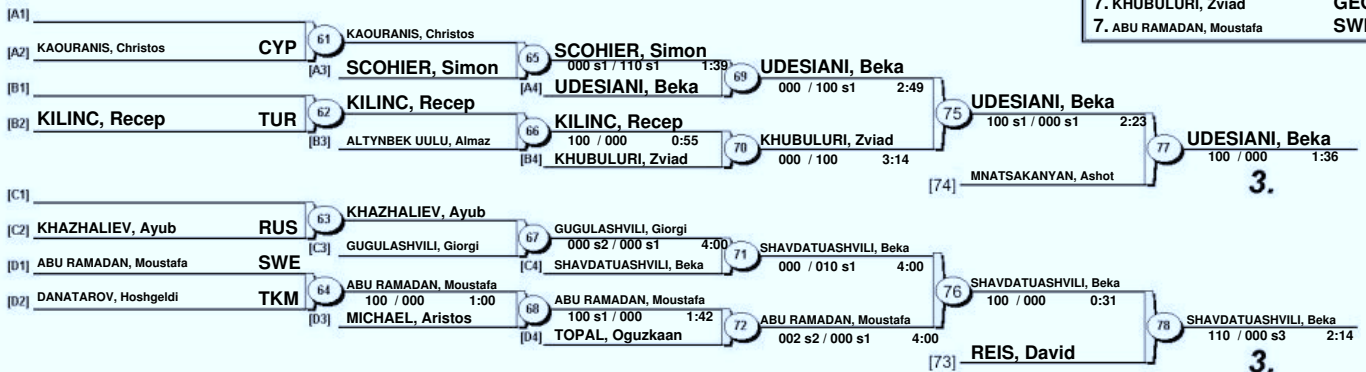 7. KHUBULURI, Zviad GEO
7. ABU RAMADAN, Moustafa SWE
[A1]
[A2] KAOURANIS, Christos CYP
61
KAOURANIS, Christos
[A3] SCOHIER, Simon
65
SCOHIER, Simon
000 s1 / 110 s1 1:39
[A4] UDESIANI, Beka
69
UDESIANI, Beka
000 / 100 s1 2:49
[B1]
[B2] KILINC, Recep TUR
62
KILINC, Recep
[B3] ALTYNBEK UULU, Almaz
66
KILINC, Recep
100 / 000 0:55
[B4] KHUBULURI, Zviad
70
KHUBULURI, Zviad
000 / 100 3:14
75
UDESIANI, Beka
100 s1 / 000 s1 2:23
[74] MNATSAKANYAN, Ashot
77
UDESIANI, Beka
100 / 000 1:36
3.
[C1]
[C2] KHAZHALIEV, Ayub RUS
63
KHAZHALIEV, Ayub
[C3] GUGULASHVILI, Giorgi
67
GUGULASHVILI, Giorgi
000 s2 / 000 s1 4:00
[C4] SHAVDATUASHVILI, Beka
71
SHAVDATUASHVILI, Beka
000 / 010 s1 4:00
[D1] ABU RAMADAN, Moustafa SWE
[D2] DANATAROV, Hoshgeldi TKM
64
ABU RAMADAN, Moustafa
100 / 000 1:00
[D3] MICHAEL, Aristos
68
ABU RAMADAN, Moustafa
100 s1 / 000 1:42
[D4] TOPAL, Oguzkaan
72
ABU RAMADAN, Moustafa
002 s2 / 000 s1 4:00
76
SHAVDATUASHVILI, Beka
100 / 000 0:31
[73] REIS, David
78
SHAVDATUASHVILI, Beka
110 / 000 s3 2:14
3.